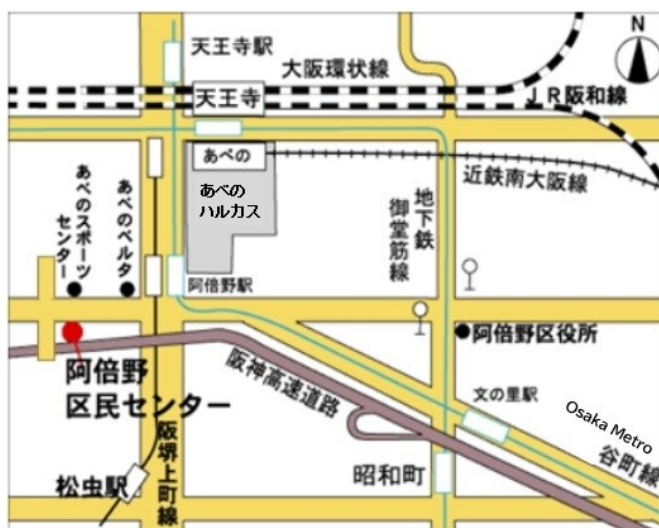 N
天王寺駅
大阪環状線
天王寺
JR阪和線
あべの
近鉄南大阪線
あべの
ハルカス
あべのスポーツ
センター
あべのベルタ
地下鉄
御堂筋線
阿倍野駅
阿倍野区役所
阿倍野
区民センター
阪神高速道路
文の里駅
Osaka Metro
谷町線
阪堺上町線
松虫駅
昭和町